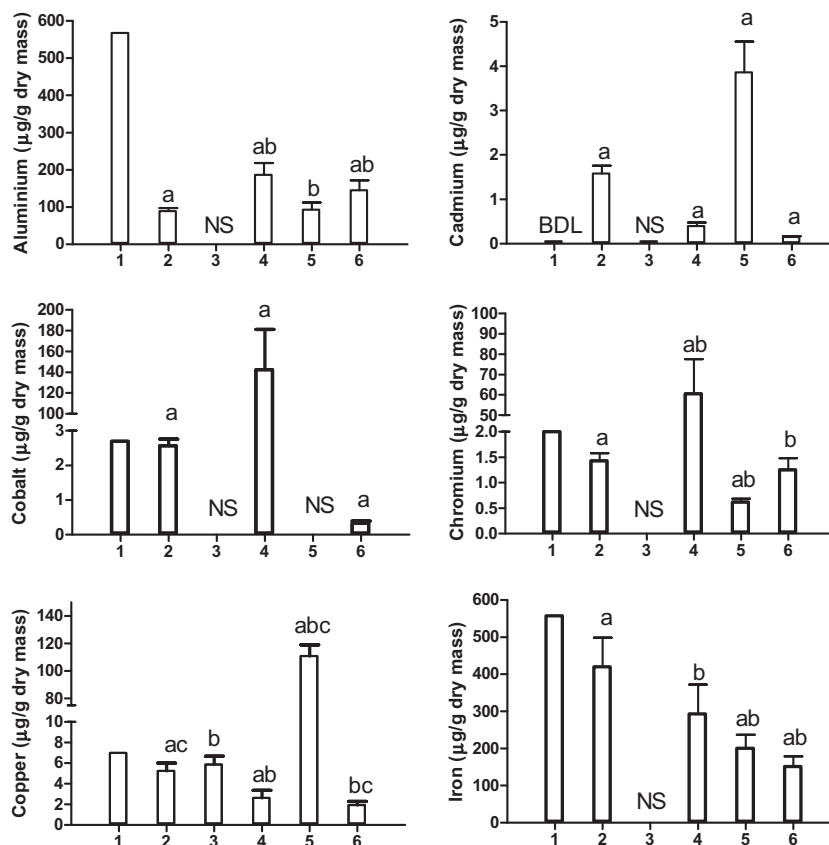 Aluminium (µg/g dry mass)
600
500
400
300
200
100
0
a
NS
ab
b
ab
1 2 3 4 5 6
Cadmium (µg/g dry mass)
5
4
3
2
1
0
BDL
a
NS
a
a
a
1 2 3 4 5 6
Cobalt (µg/g dry mass)
200
180
160
140
120
100
3
2
1
0
a
NS
a
NS
a
1 2 3 4 5 6
Chromium (µg/g dry mass)
100
90
80
70
60
50
2.0
1.5
1.0
0.5
0.0
a
NS
ab
ab
b
1 2 3 4 5 6
Copper (µg/g dry mass)
140
120
100
80
10
8
6
4
2
0
ac
b
ab
abc
bc
1 2 3 4 5 6
Iron (µg/g dry mass)
600
500
400
300
200
100
0
a
NS
b
ab
ab
1 2 3 4 5 6